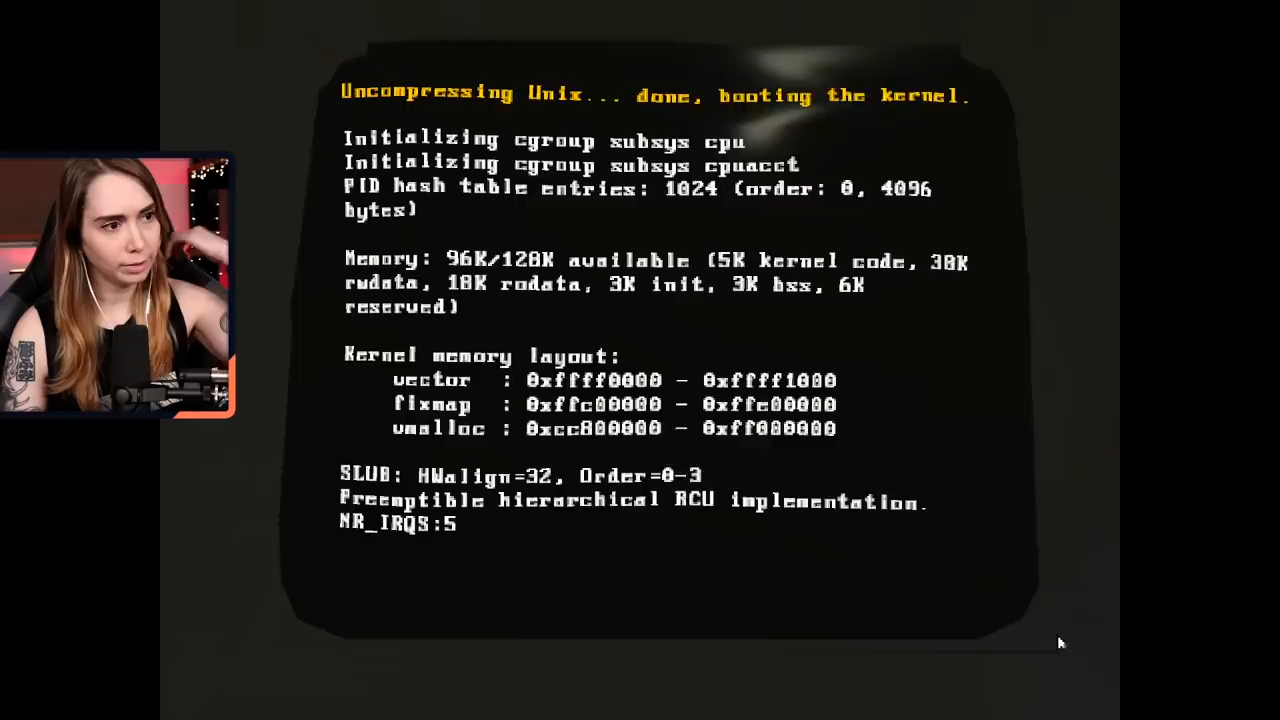 Uncompressing Unix... done, booting the kernel.
Initializing cgroup subsys cpu
Initializing cgroup subsys cpuacct
PID hash table entries: 1024 (order: 0, 4096
bytes)
Memory: 96K/128K available (5K kernel code, 38K
rwdata, 18K rodata, 3K init, 3K bss, 6K
reserved)
Kernel memory layout:
vector : 0xffff0000 - 0xffff1000
fixmap : 0xffc00000 - 0xffe00000
vmalloc : 0xcc800000 - 0xff000000
SLUB: HWalign=32, Order=0-3
Preemptible hierarchical RCU implementation.
NR_IRQS:5